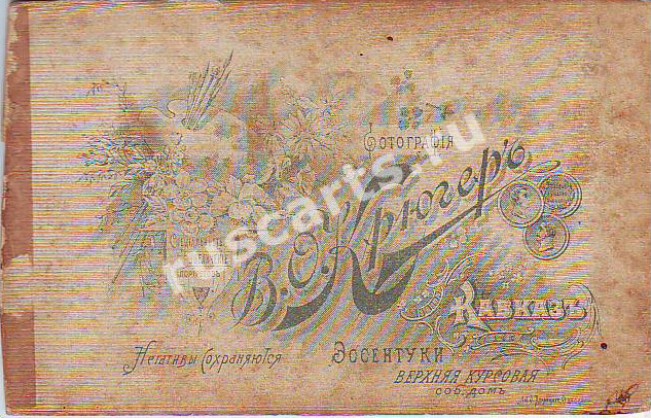 Фотографія
В. О. Крюгеръ
Кавказъ
Негативы сохраняются
Эссентуки
Верхняя Курсовая
соб. домъ
ruscarts.ru